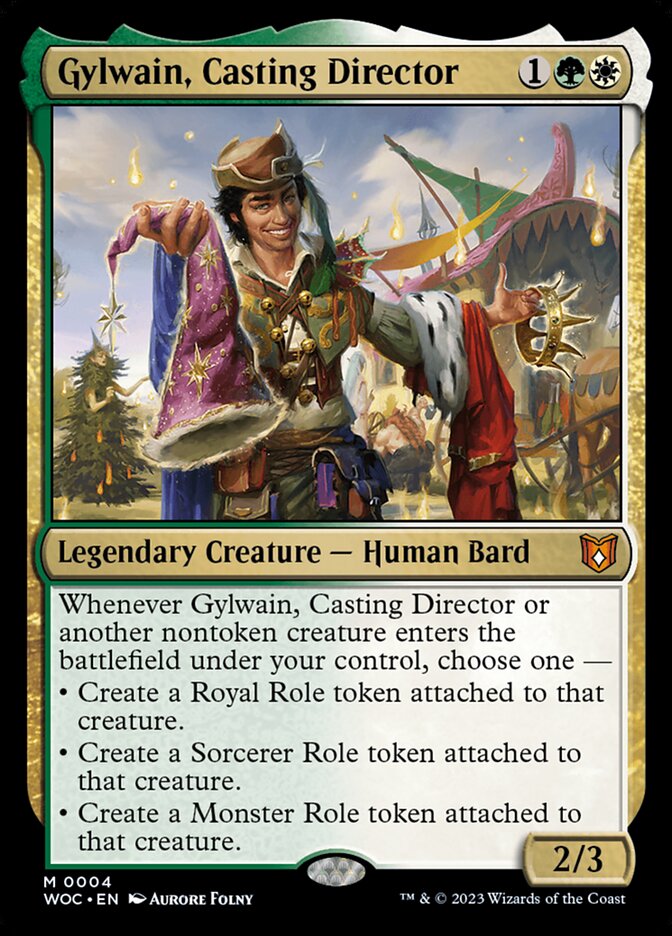 Gylwain, Casting Director 1
Legendary Creature — Human Bard
Whenever Gylwain, Casting Director or
another nontoken creature enters the
battlefield under your control, choose one —
• Create a Royal Role token attached to that
creature.
• Create a Sorcerer Role token attached to
that creature.
• Create a Monster Role token attached to
that creature.
2/3
M 0004
WOC • EN Aurore Folny
™ & © 2023 Wizards of the Coast